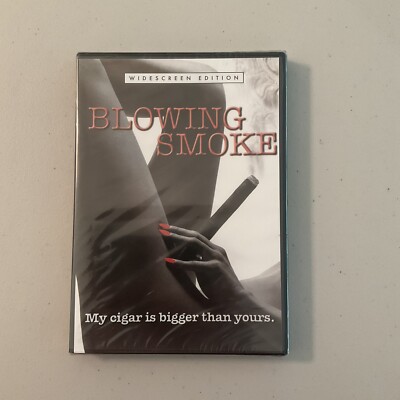 WIDESCREEN EDITION
BLOWING
SMOKE
My cigar is bigger than yours.